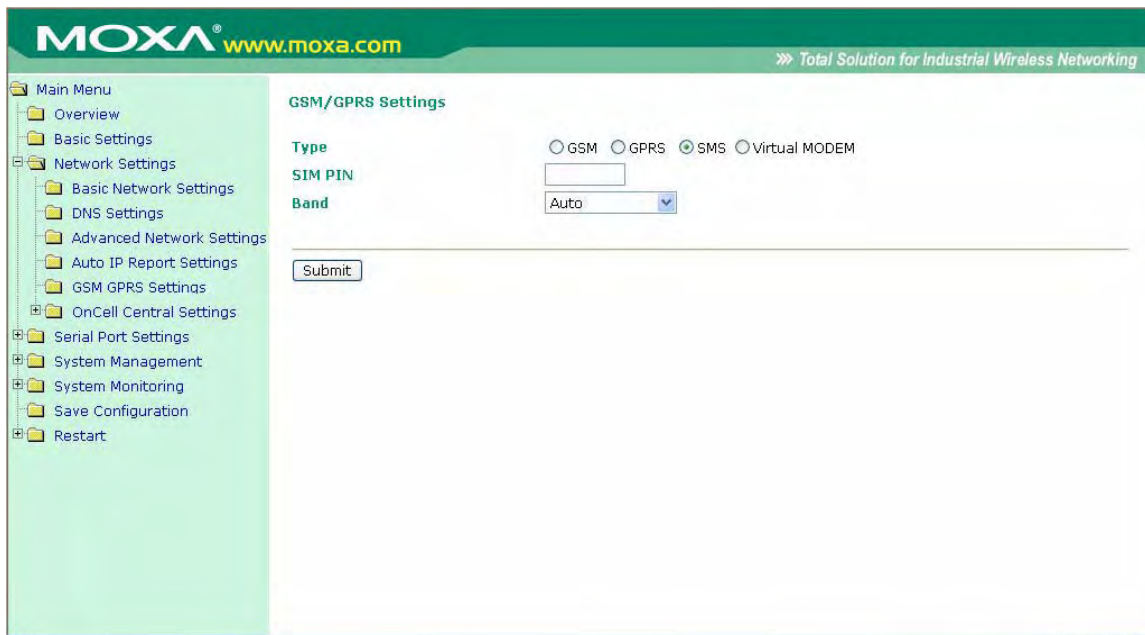 MOXA® www.moxa.com
>>> Total Solution for Industrial Wireless Networking
Main Menu
Overview
Basic Settings
Network Settings
Basic Network Settings
DNS Settings
Advanced Network Settings
Auto IP Report Settings
GSM GPRS Settings
OnCell Central Settings
Serial Port Settings
System Management
System Monitoring
Save Configuration
Restart
GSM/GPRS Settings
Type GSM GPRS SMS Virtual MODEM
SIM PIN
Band Auto
Submit